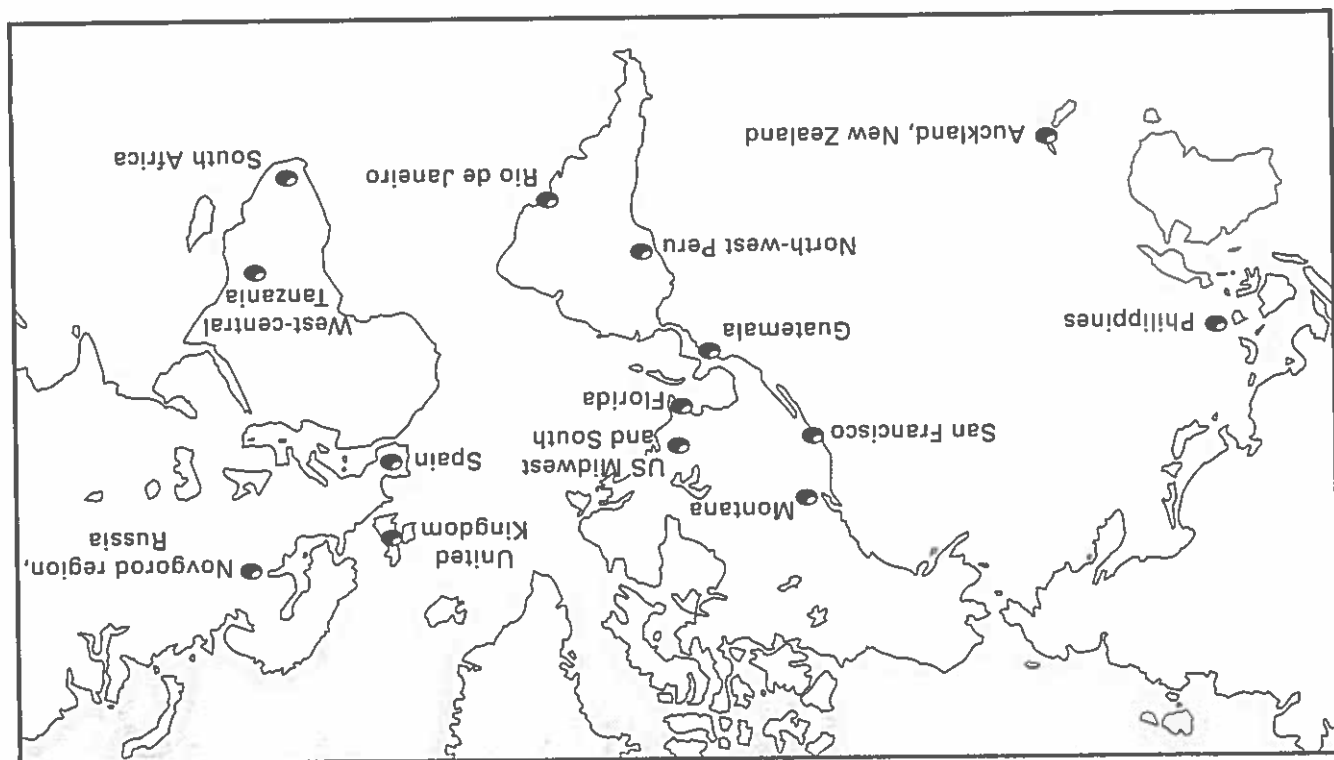 Novgorod region,
Russia
United
Kingdom
Montana
US Midwest
and South
Spain
San Francisco
Florida
Guatemala
Philippines
West-central
Tanzania
North-west Peru
Rio de Janeiro
South Africa
Auckland, New Zealand